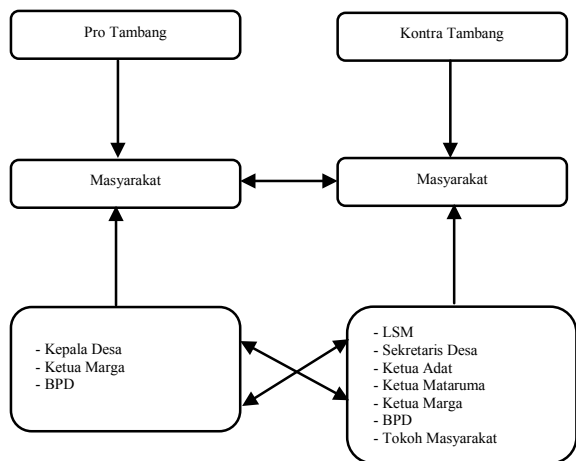 Pro Tambang
Kontra Tambang
Masyarakat
Masyarakat
- Kepala Desa
- Ketua Marga
- BPD
- LSM
- Sekretaris Desa
- Ketua Adat
- Ketua Mataruma
- Ketua Marga
- BPD
- Tokoh Masyarakat